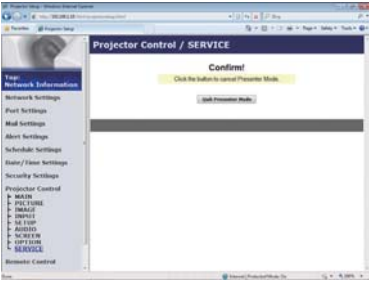 Projector Control / SERVICE
Confirm!
Click the button to cancel Presenter Mode.
Quit Presenter Mode
Top:
Network Information
Network Settings
Port Settings
Mail Settings
Alert Settings
Schedule Settings
Date/Time Settings
Security Settings
Projector Control
MAIN
PICTURE
IMAGE
INPUT
SETUP
AUDIO
SCREEN
OPTION
SERVICE
Remote Control